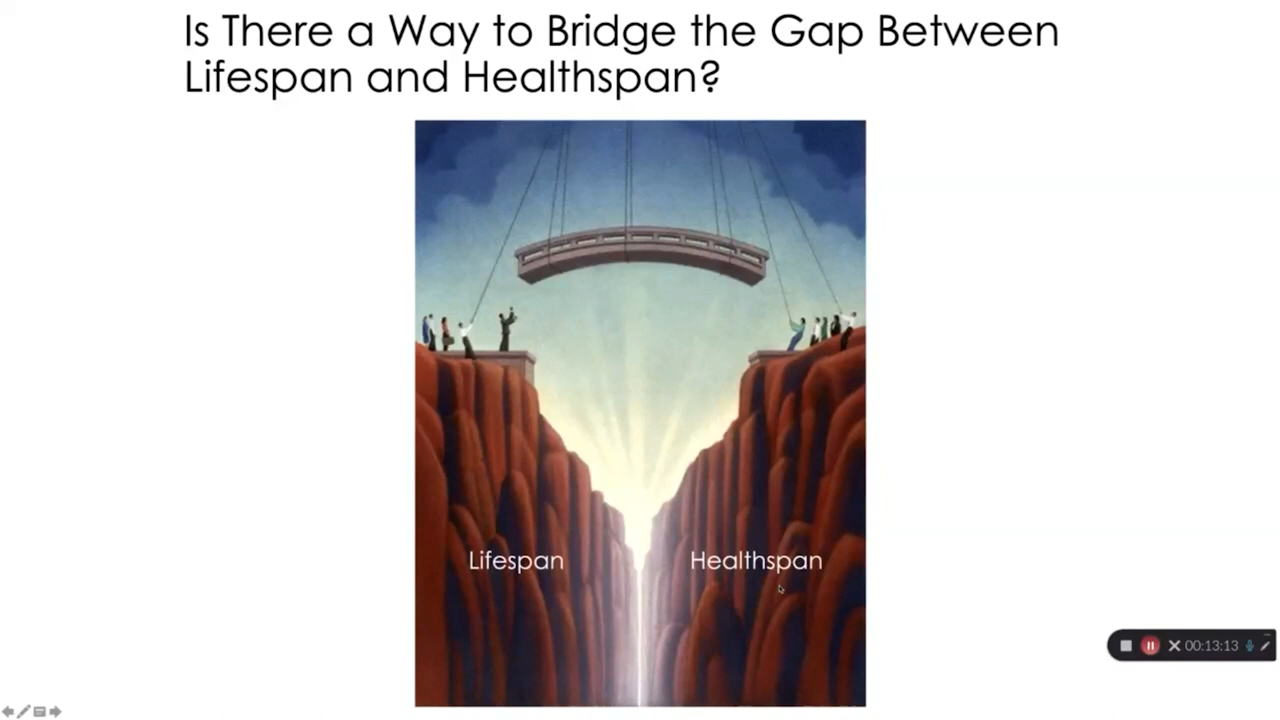 Is There a Way to Bridge the Gap Between
Lifespan and Healthspan?
Lifespan
Healthspan
00:13:13